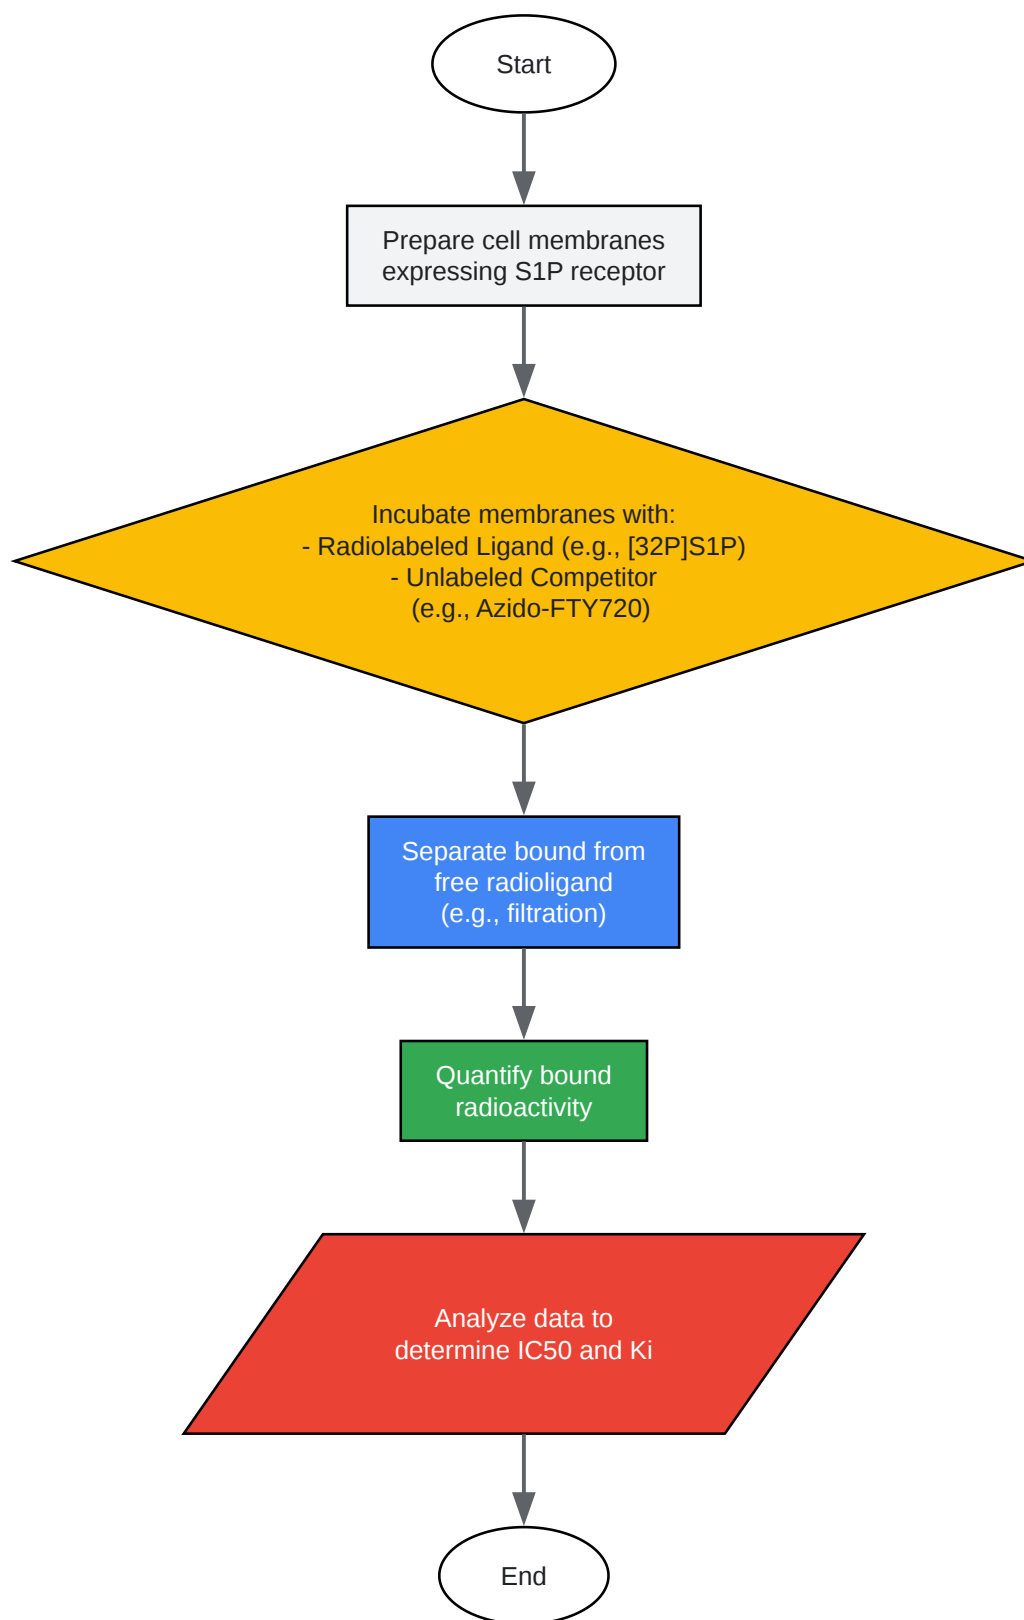 Start
Prepare cell membranes
expressing S1P receptor
Incubate membranes with:
- Radiolabeled Ligand (e.g., [32P]S1P)
- Unlabeled Competitor
(e.g., Azido-FTY720)
Separate bound from
free radioligand
(e.g., filtration)
Quantify bound
radioactivity
Analyze data to
determine IC50 and Ki
End